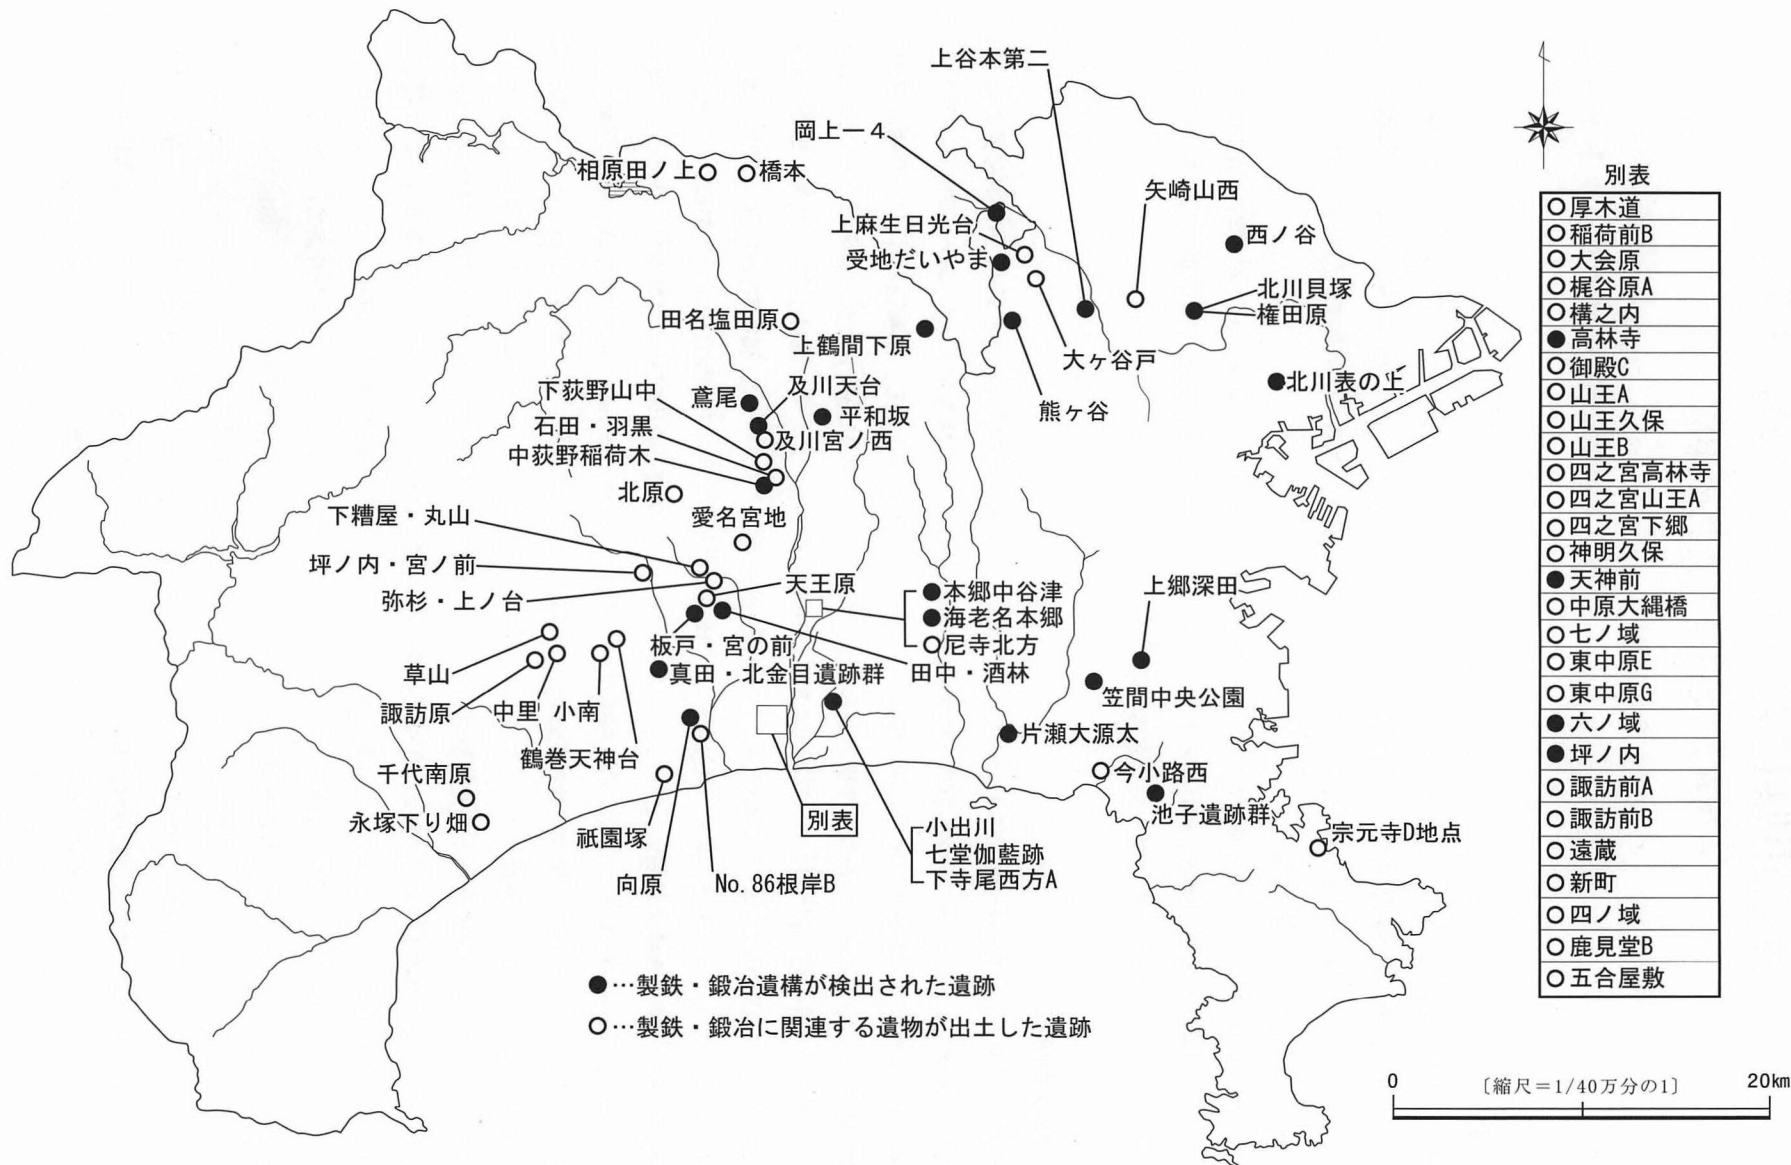 上谷本第二
岡上ー4
相原田ノ上
橋本
矢崎山西
上麻生日光台
西ノ谷
受地だいやま
北川貝塚
権田原
田名塩田原
上鶴間下原
大ヶ谷戸
北川表の上
熊ヶ谷
下荻野山中
鳶尾
及川天台
平和坂
石田・羽黒
及川宮ノ西
中荻野稲荷木
北原
愛名宮地
下糟屋・丸山
坪ノ内・宮ノ前
弥杉・上ノ台
天王原
本郷中谷津
海老名本郷
尼寺北方
上郷深田
板戸・宮の前
田中・酒林
草山
真田・北金目遺跡群
笠間中央公園
諏訪原
中里
小南
片瀬大源太
鶴巻天神台
千代南原
今小路西
永塚下り畑
池子遺跡群
祇園塚
別表
小出川
七堂伽藍跡
下寺尾西方A
宗元寺D地点
向原
No.86根岸B
●…製鉄・鍛冶遺構が検出された遺跡
○…製鉄・鍛冶に関連する遺物が出土した遺跡
別表
○厚木道
○稲荷前B
○大会原
○梶谷原A
○構之内
●高林寺
○御殿C
○山王A
○山王久保
○山王B
○四之宮高林寺
○四之宮山王A
○四之宮下郷
○神明久保
●天神前
○中原大縄橋
○七ノ域
○東中原E
○東中原G
●六ノ域
●坪ノ内
○諏訪前A
○諏訪前B
○遠蔵
○新町
○四ノ域
○鹿見堂B
○五合屋敷
0 〔縮尺=1/40万分の1〕 20km